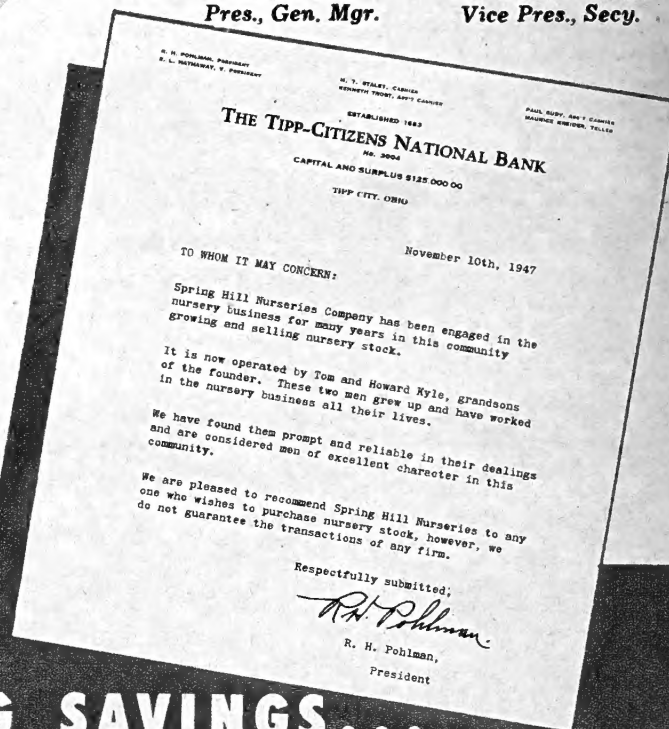 Pres., Gen. Mgr. Vice Pres., Secy.
R. H. POHLMAN, PRESIDENT
R. L. HATHAWAY, V. PRESIDENT
H. T. STALEY, CASHIER
KENNETH TROST, ASS'T CASHIER
PAUL RUDY, ASS'T CASHIER
MAURICE KREIDER, TELLER
ESTABLISHED 1883
THE TIPP-CITIZENS NATIONAL BANK
No. 3004
CAPITAL AND SURPLUS $125,000.00
TIPP CITY, OHIO
November 10th, 1947
TO WHOM IT MAY CONCERN:
Spring Hill Nurseries Company has been engaged in the
nursery business for many years in this community
growing and selling nursery stock.
It is now operated by Tom and Howard Kyle, grandsons
of the founder. These two men grew up and have worked
in the nursery business all their lives.
We have found them prompt and reliable in their dealings
and are considered men of excellent character in this
community.
We are pleased to recommend Spring Hill Nurseries to any
one who wishes to purchase nursery stock, however, we
do not guarantee the transactions of any firm.
Respectfully submitted,
R.H. Pohlman.
R. H. Pohlman,
President
G SAVINGS....